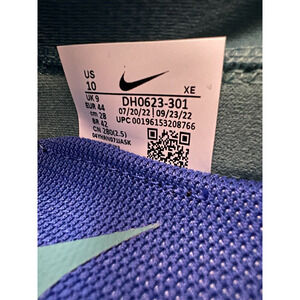 US
10
XE
UK 9
EUR 44
cm 28
BR 42
CN 280(2.5)
DH0623-301
07/20/22 09/23/22
UPC 00196153208766